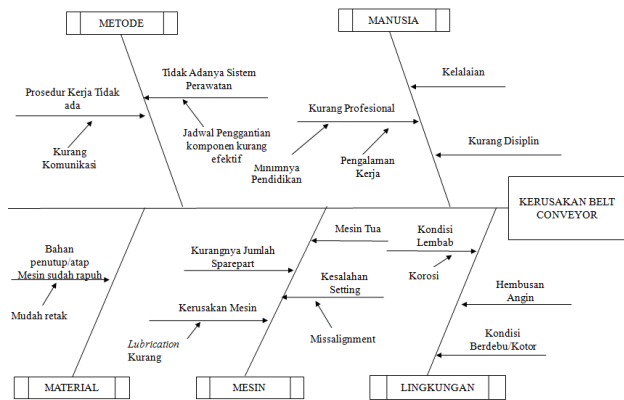 METODE
MANUSIA
Tidak Adanya Sistem
Perawatan
Prosedur Kerja Tidak
ada
Kurang
Komunikasi
Jadwal Penggantian
komponen kurang
efektif
Kelalaian
Kurang Profesional
Minimnya
Pendidikan
Pengalaman
Kerja
Kurang Disiplin
KERUSAKAN BELT
CONVEYOR
Bahan
penutup/atap
Mesin sudah rapuh
Mudah retak
Mesin Tua
Kurangnya Jumlah
Sparepart
Kesalahan
Setting
Kerusakan Mesin
Lubrication
Kurang
Missalignment
Kondisi
Lembab
Korosi
Hembusan
Angin
Kondisi
Berdebu/Kotor
MATERIAL
MESIN
LINGKUNGAN